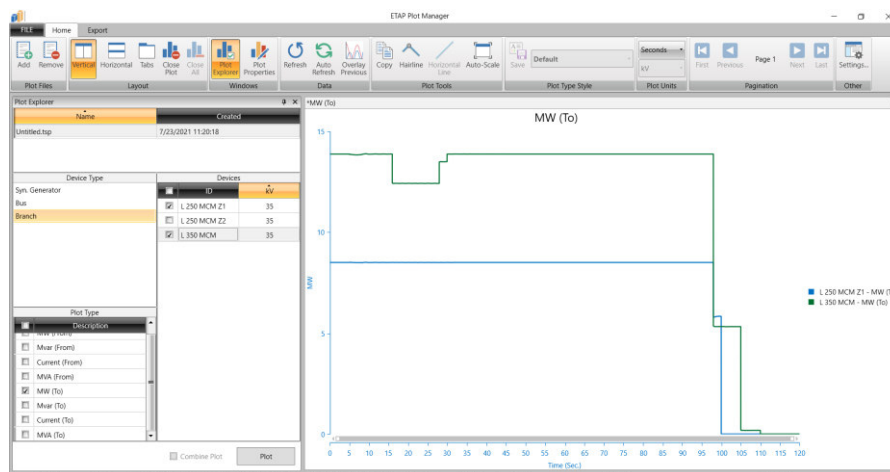 ETAP Plot Manager
FILE Home Export
Add Remove Vertical Horizontal Tabs Close Plot Close All Plot Explorer Plot Properties Refresh Auto Refresh Overlay Previous Copy Hairline Horizontal Line Auto-Scale Save Default Seconds kV First Previous Page 1 Next Last Settings...
Plot Files Layout Windows Data Plot Tools Plot Type Style Plot Units Pagination Other
Plot Explorer
Name Created
Untitled.tsp 7/23/2021 11:20:18
Device Type Devices
ID kV
Syn. Generator
Bus
Branch
L 250 MCM Z1 35
L 250 MCM Z2 35
L 350 MCM 35
Plot Type
Description
Mvar (From)
Current (From)
MVA (From)
MW (To)
Mvar (To)
Current (To)
MVA (To)
Combine Plot Plot
*MW (To)
MW (To)
15
10
5
0
MW
0 5 10 15 20 25 30 35 40 45 50 55 60 65 70 75 80 85 90 95 100 105 110 115 120
Time (Sec.)
L 250 MCM Z1 - MW (T
L 350 MCM - MW (To)